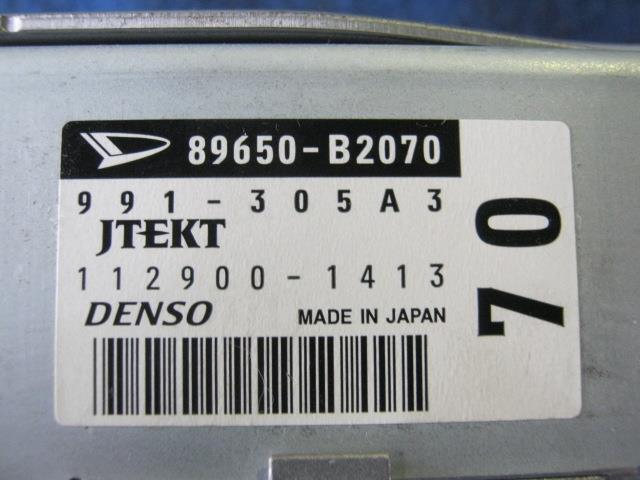 89650-B2070
991-305A3
JTEKT
112900-1413
DENSO MADE IN JAPAN
70